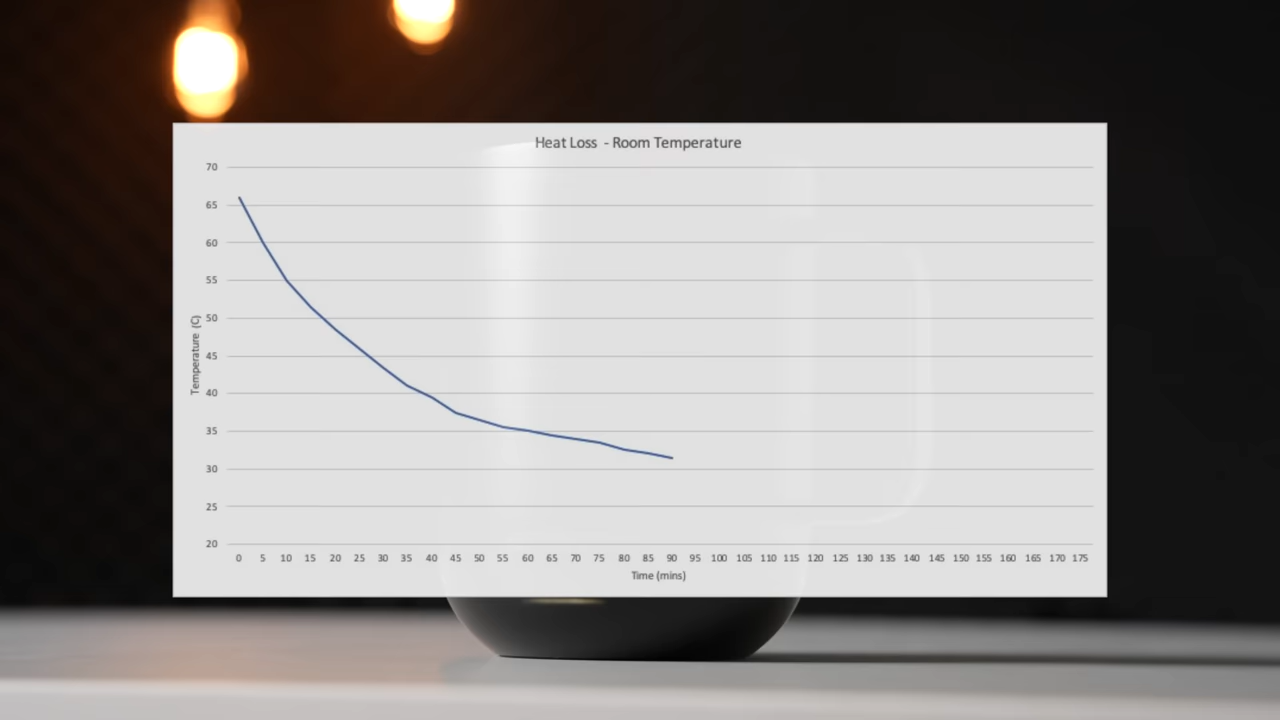 Heat Loss - Room Temperature
70
65
60
55
50
45
40
35
30
25
20
Temperature (C)
0 5 10 15 20 25 30 35 40 45 50 55 60 65 70 75 80 85 90 95 100 105 110 115 120 125 130 135 140 145 150 155 160 165 170 175
Time (mins)